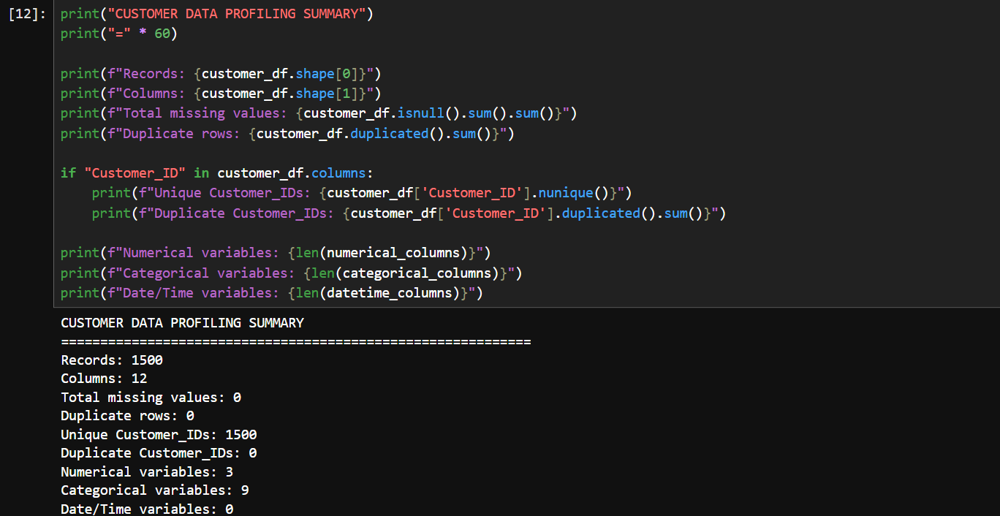 [12]:
print("CUSTOMER DATA PROFILING SUMMARY")
print("=" * 60)
print(f"Records: {customer_df.shape[0]}")
print(f"Columns: {customer_df.shape[1]}")
print(f"Total missing values: {customer_df.isnull().sum().sum()}")
print(f"Duplicate rows: {customer_df.duplicated().sum()}")
if "Customer_ID" in customer_df.columns:
    print(f"Unique Customer_IDs: {customer_df['Customer_ID'].nunique()}")
    print(f"Duplicate Customer_IDs: {customer_df['Customer_ID'].duplicated().sum()}")
print(f"Numerical variables: {len(numerical_columns)}")
print(f"Categorical variables: {len(categorical_columns)}")
print(f"Date/Time variables: {len(datetime_columns)}")
CUSTOMER DATA PROFILING SUMMARY
============================================================
Records: 1500
Columns: 12
Total missing values: 0
Duplicate rows: 0
Unique Customer_IDs: 1500
Duplicate Customer_IDs: 0
Numerical variables: 3
Categorical variables: 9
Date/Time variables: 0